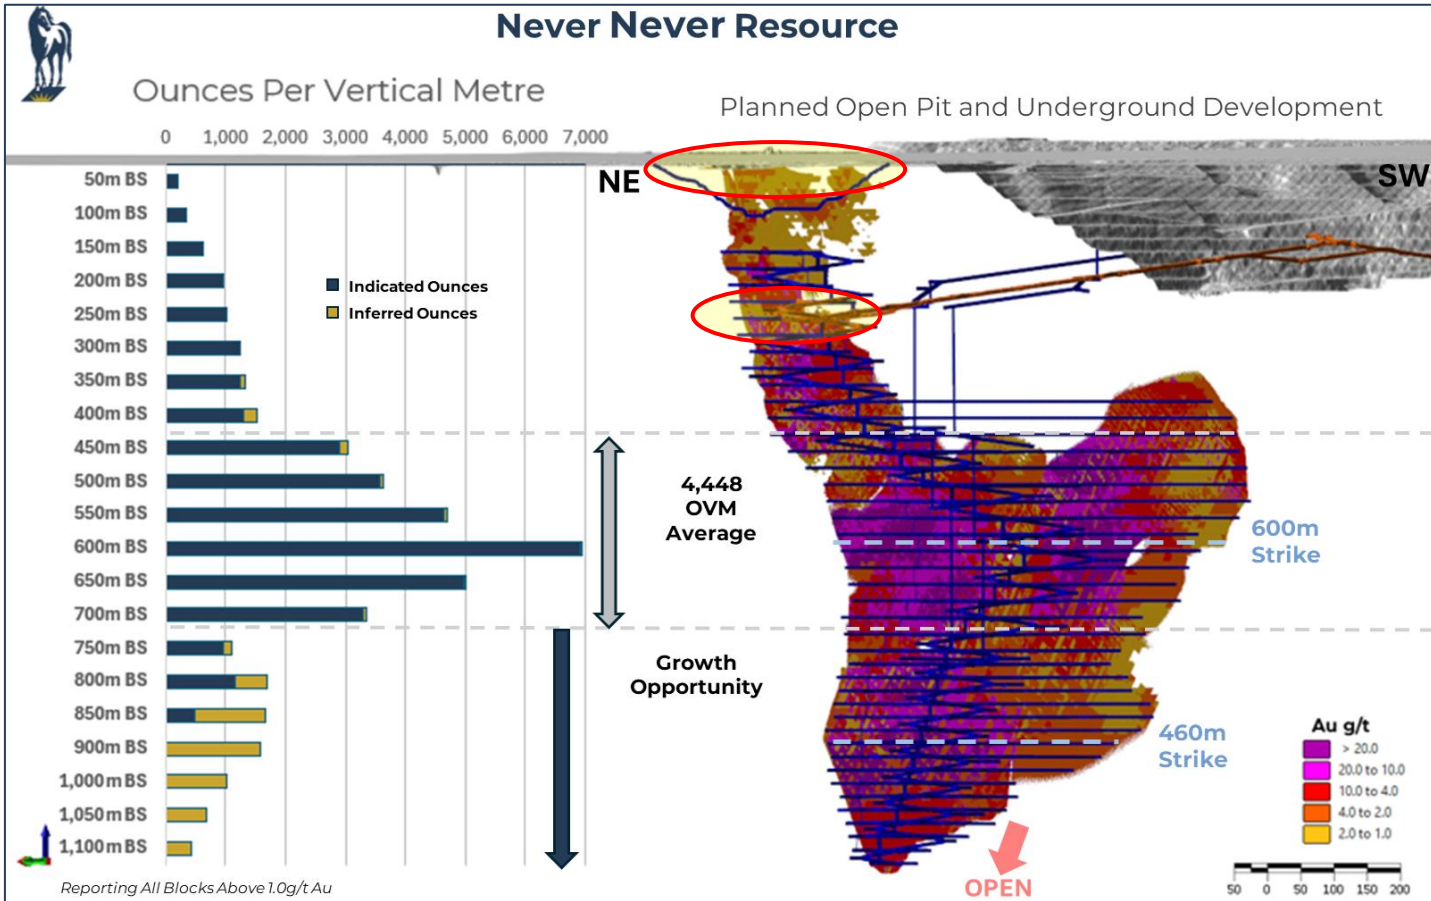 Never Never Resource
Ounces Per Vertical Metre
Planned Open Pit and Underground Development
0 1,000 2,000 3,000 4,000 5,000 6,000 7,000
NE
SW
50m BS
100m BS
150m BS
200m BS
250m BS
300m BS
350m BS
400m BS
450m BS
500m BS
550m BS
600m BS
650m BS
700m BS
750m BS
800m BS
850m BS
900m BS
1,000m BS
1,050m BS
1,100m BS
Indicated Ounces
Inferred Ounces
4,448
OVM
Average
Growth
Opportunity
600m
Strike
460m
Strike
OPEN
Au g/t
> 20.0
20.0 to 10.0
10.0 to 4.0
4.0 to 2.0
2.0 to 1.0
50 0 50 100 150 200
Reporting All Blocks Above 1.0g/t Au